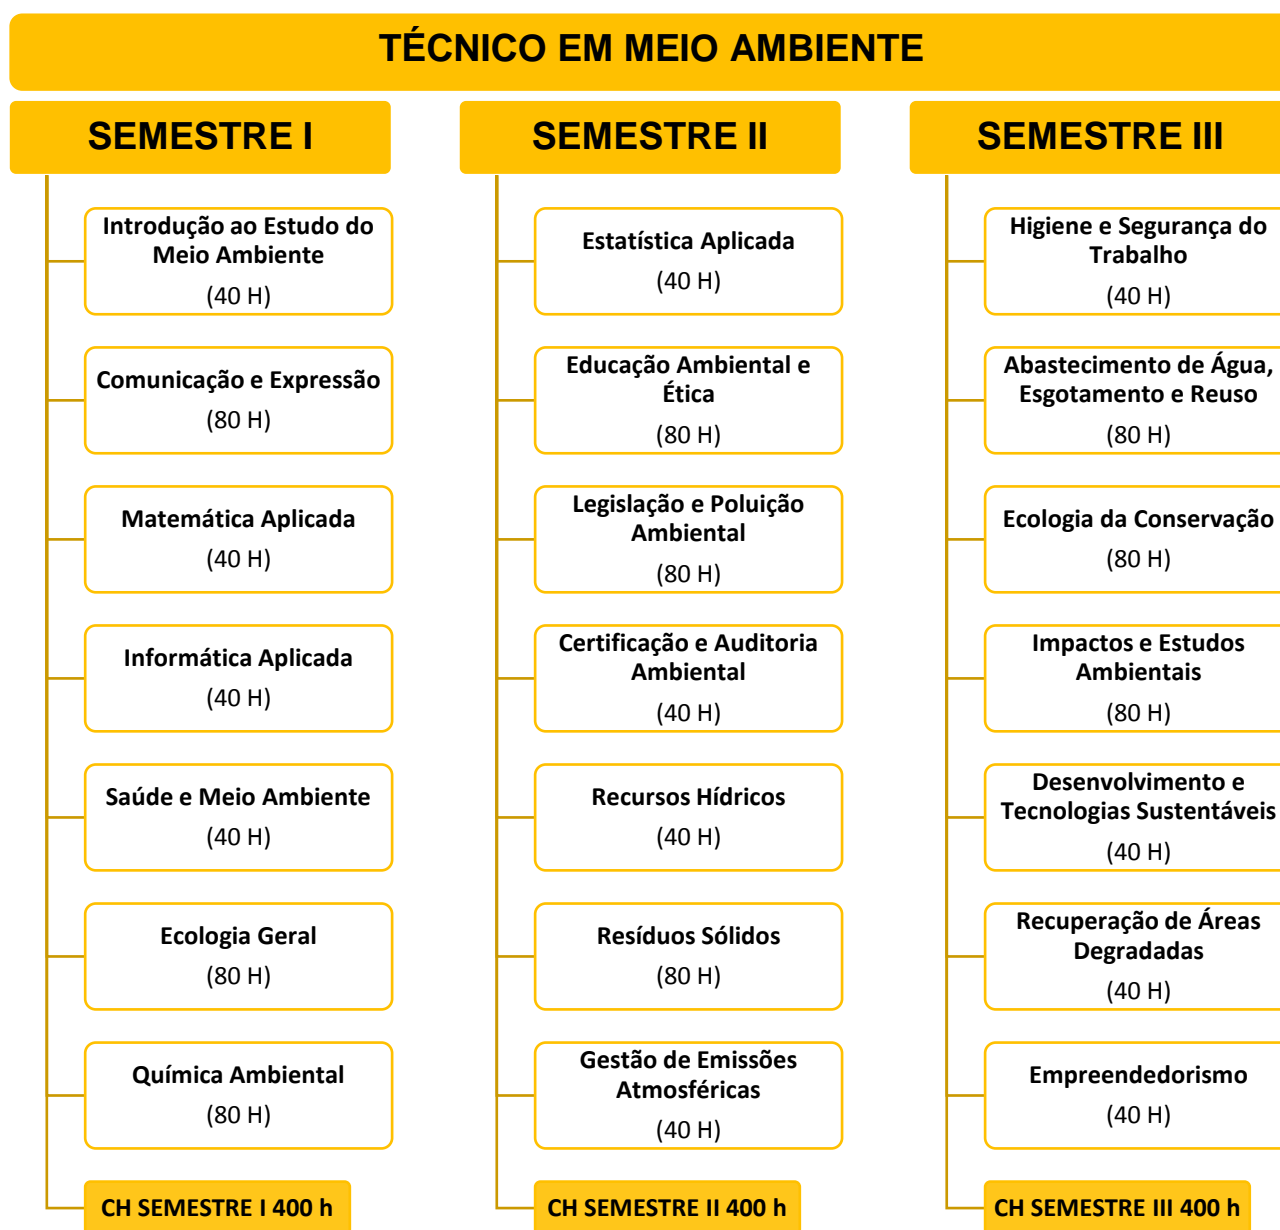 TÉCNICO EM MEIO AMBIENTE
SEMESTRE I
Introdução ao Estudo do
Meio Ambiente
(40 H)
Comunicação e Expressão
(80 H)
Matemática Aplicada
(40 H)
Informática Aplicada
(40 H)
Saúde e Meio Ambiente
(40 H)
Ecologia Geral
(80 H)
Química Ambiental
(80 H)
CH SEMESTRE I 400 h
SEMESTRE II
Estatística Aplicada
(40 H)
Educação Ambiental e
Ética
(80 H)
Legislação e Poluição
Ambiental
(80 H)
Certificação e Auditoria
Ambiental
(40 H)
Recursos Hídricos
(40 H)
Resíduos Sólidos
(80 H)
Gestão de Emissões
Atmosféricas
(40 H)
CH SEMESTRE II 400 h
SEMESTRE III
Higiene e Segurança do
Trabalho
(40 H)
Abastecimento de Água,
Esgotamento e Reuso
(80 H)
Ecologia da Conservação
(80 H)
Impactos e Estudos
Ambientais
(80 H)
Desenvolvimento e
Tecnologias Sustentáveis
(40 H)
Recuperação de Áreas
Degradadas
(40 H)
Empreendedorismo
(40 H)
CH SEMESTRE III 400 h